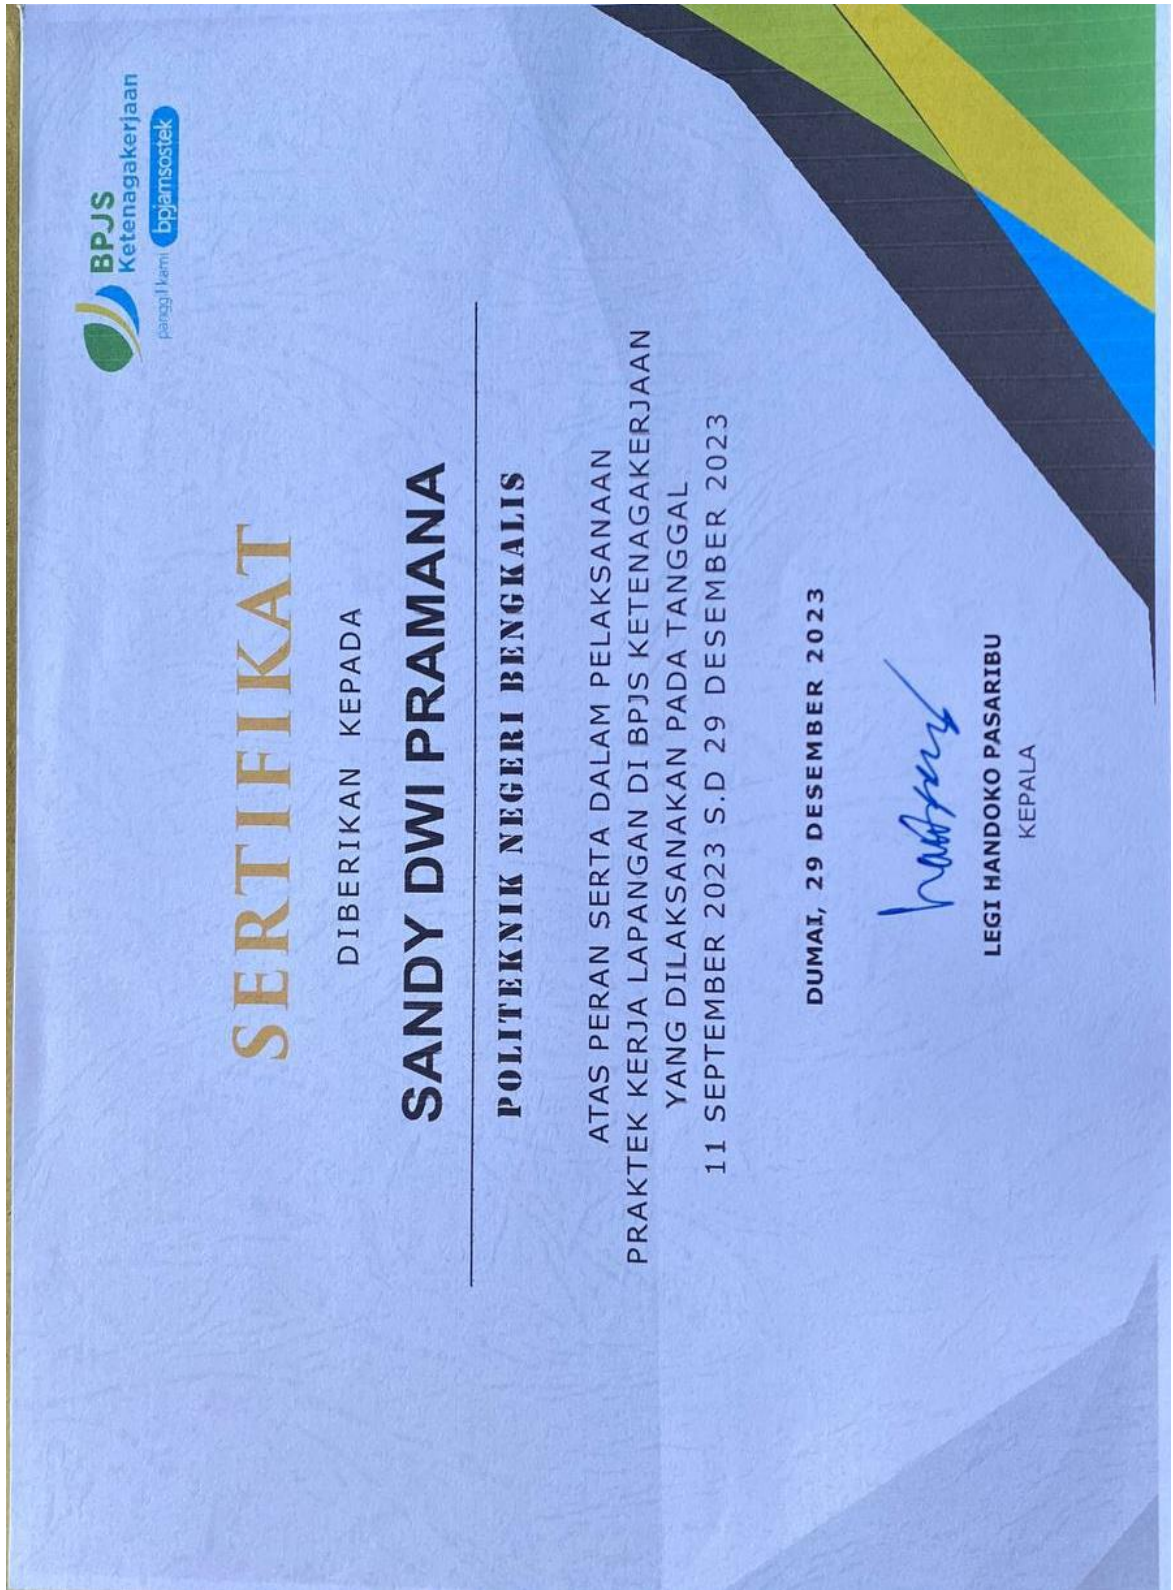 BPJS
Ketenagakerjaan
panggil kami bpjamsostek
SERTIFIKAT
DIBERIKAN KEPADA
SANDY DWI PRAMANA
POLITEKNIK NEGERI BENGKALIS
ATAS PERAN SERTA DALAM PELAKSANAAN
PRAKTEK KERJA LAPANGAN DI BPJS KETENAGAKERJAAN
YANG DILAKSANAKAN PADA TANGGAL
11 SEPTEMBER 2023 S.D 29 DESEMBER 2023
DUMAI, 29 DESEMBER 2023
LEGI HANDOKO PASARIBU
KEPALA